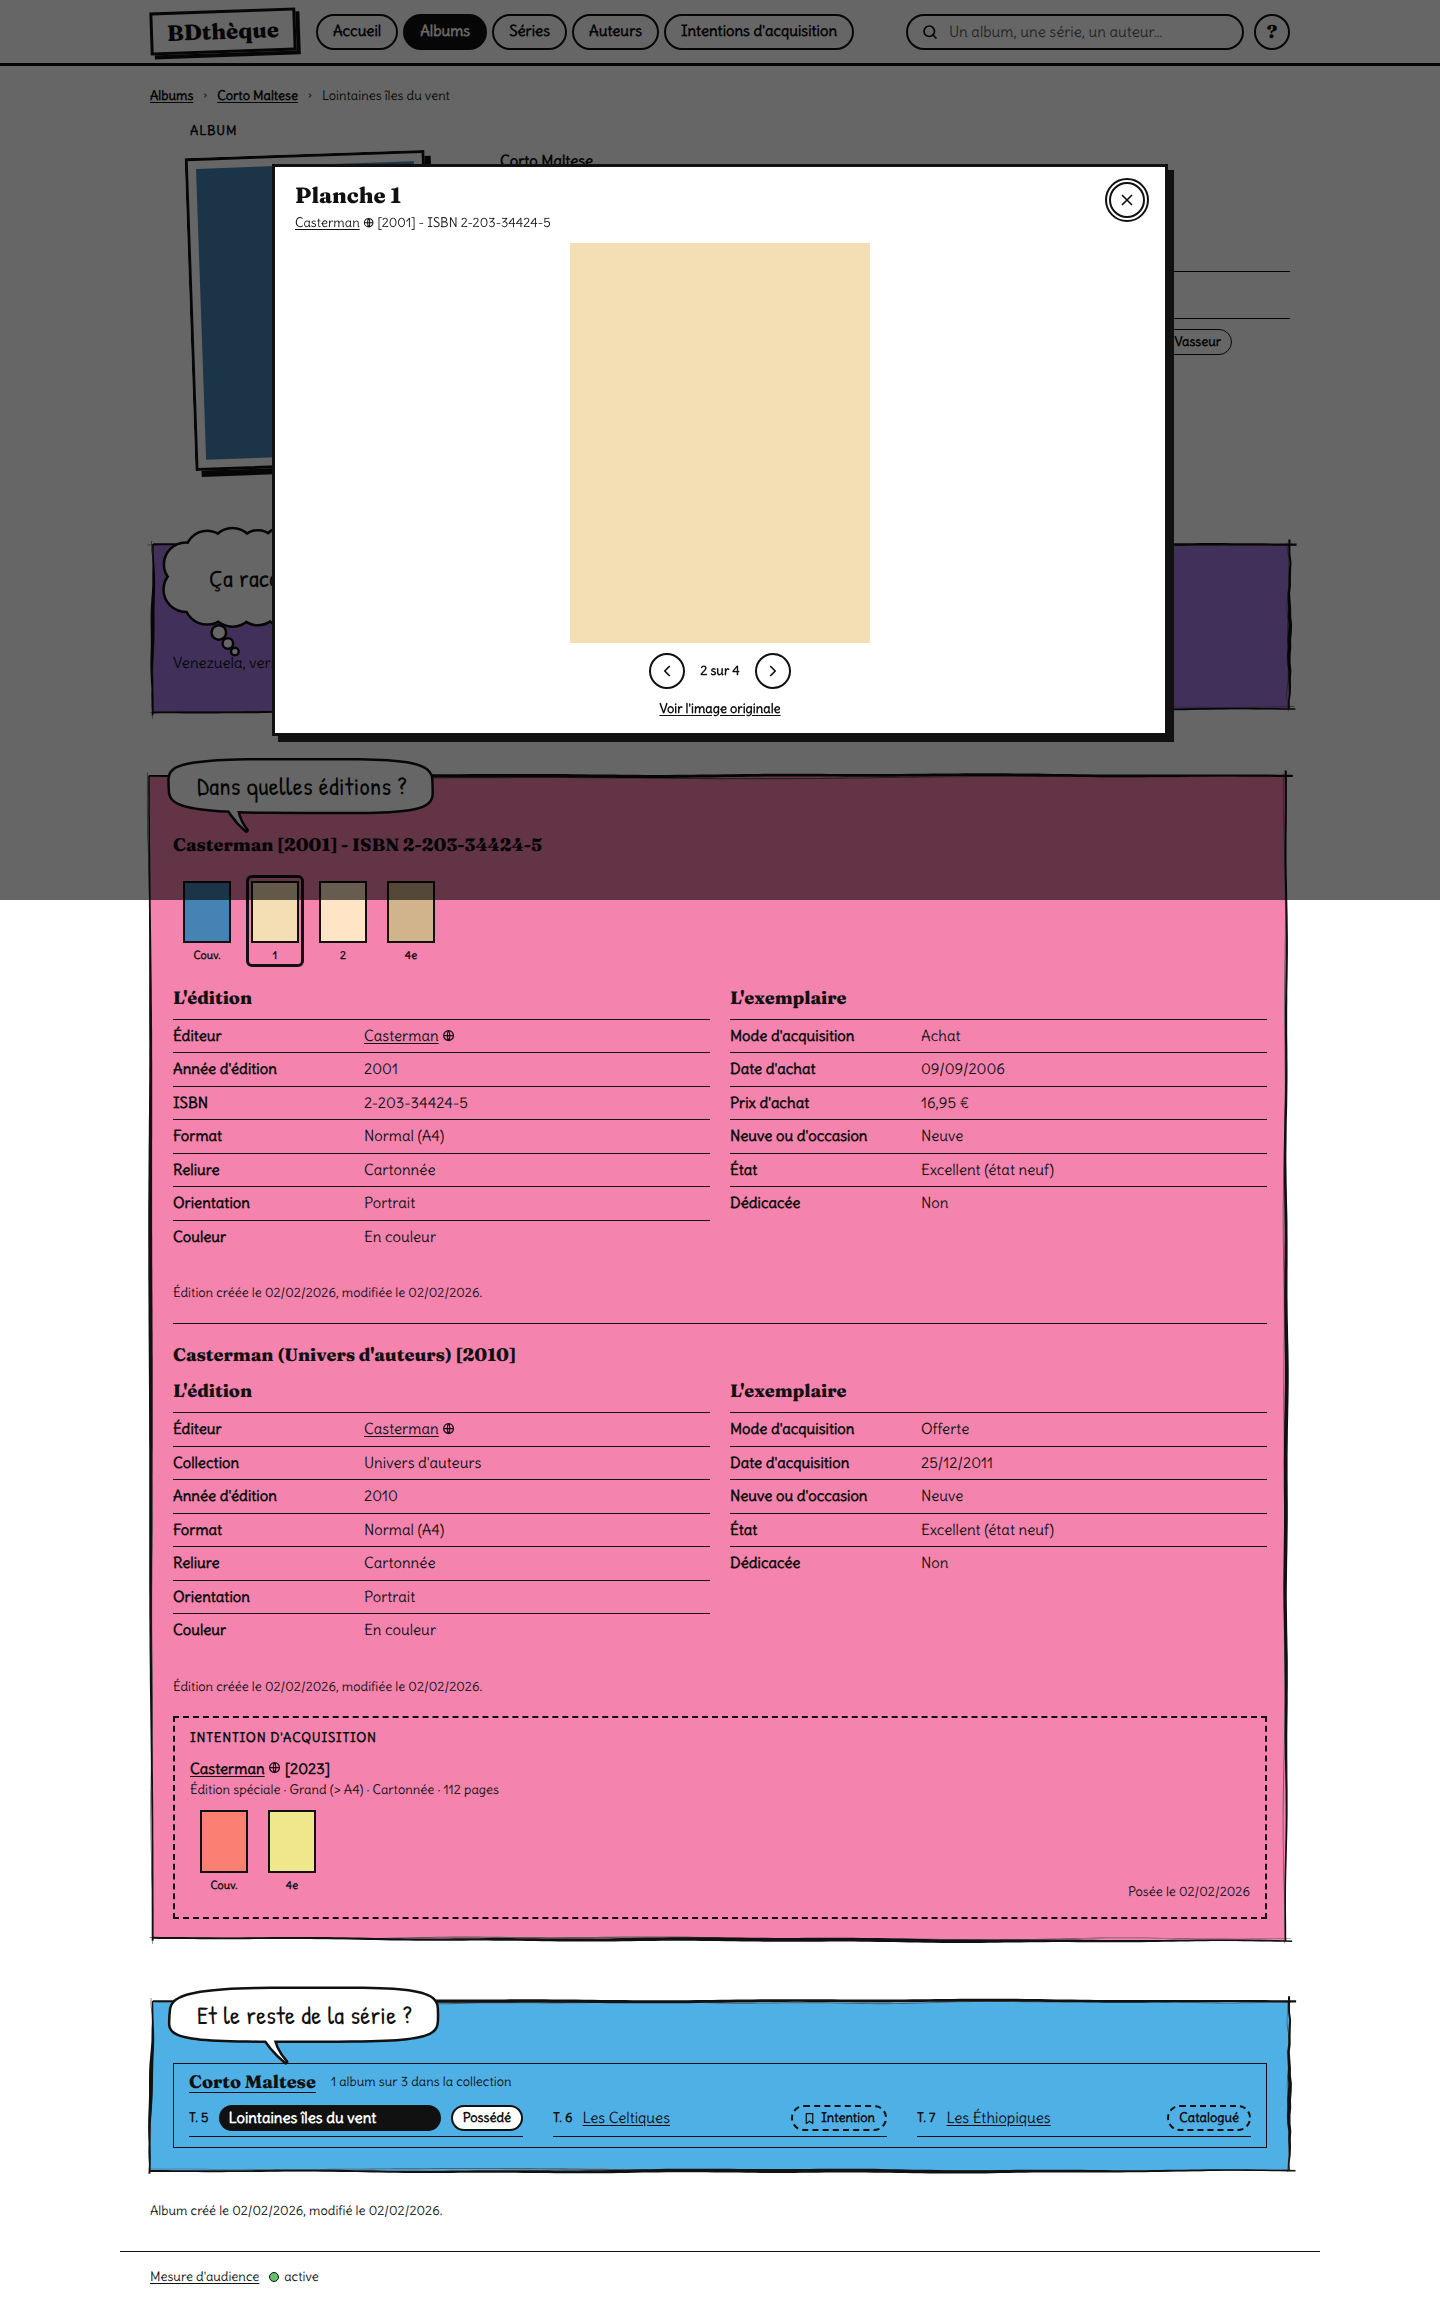 BDthèque
Accueil
Albums
Séries
Auteurs
Intentions d'acquisition
Un album, une série, un auteur...
?
Albums › Corto Maltese › Lointaines îles du vent
ALBUM
Corto Maltese
Planche 1
Casterman [2001] - ISBN 2-203-34424-5
Vasseur
2 sur 4
Voir l'image originale
Ça
Venezuela,
Dans quelles éditions ?
Casterman [2001] - ISBN 2-203-34424-5
Couv.
1
2
4e
L'édition
Éditeur Casterman
Année d'édition 2001
ISBN 2-203-34424-5
Format Normal (A4)
Reliure Cartonnée
Orientation Portrait
Couleur En couleur
L'exemplaire
Mode d'acquisition Achat
Date d'achat 09/09/2006
Prix d'achat 16,95 €
Neuve ou d'occasion Neuve
État Excellent (état neuf)
Dédicacée Non
Édition créée le 02/02/2026, modifiée le 02/02/2026.
Casterman (Univers d'auteurs) [2010]
L'édition
Éditeur Casterman
Collection Univers d'auteurs
Année d'édition 2010
Format Normal (A4)
Reliure Cartonnée
Orientation Portrait
Couleur En couleur
L'exemplaire
Mode d'acquisition Offerte
Date d'acquisition 25/12/2011
Neuve ou d'occasion Neuve
État Excellent (état neuf)
Dédicacée Non
Édition créée le 02/02/2026, modifiée le 02/02/2026.
INTENTION D'ACQUISITION
Casterman [2023]
Édition spéciale · Grand (> A4) · Cartonnée · 112 pages
Couv.
4e
Posée le 02/02/2026
Et le reste de la série ?
Corto Maltese 1 album sur 3 dans la collection
T. 5 Lointaines îles du vent Possédé
T. 6 Les Celtiques Intention
T. 7 Les Éthiopiques Catalogué
Album créé le 02/02/2026, modifié le 02/02/2026.
Mesure d'audience active